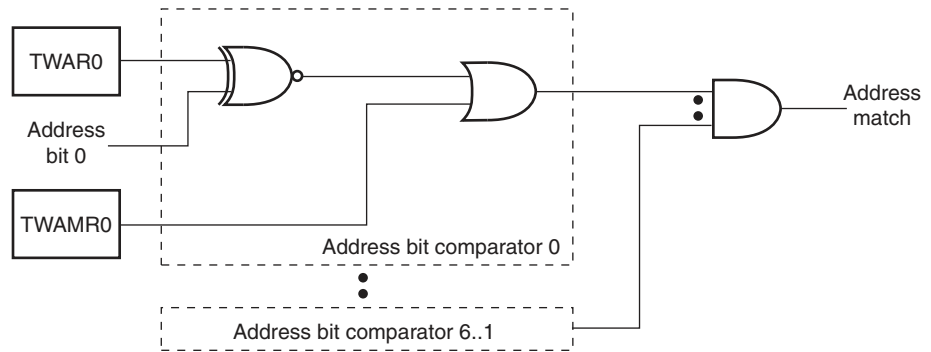 TWAR0
Address
bit 0
TWAMR0
Address bit comparator 0
Address bit comparator 6..1
Address
match